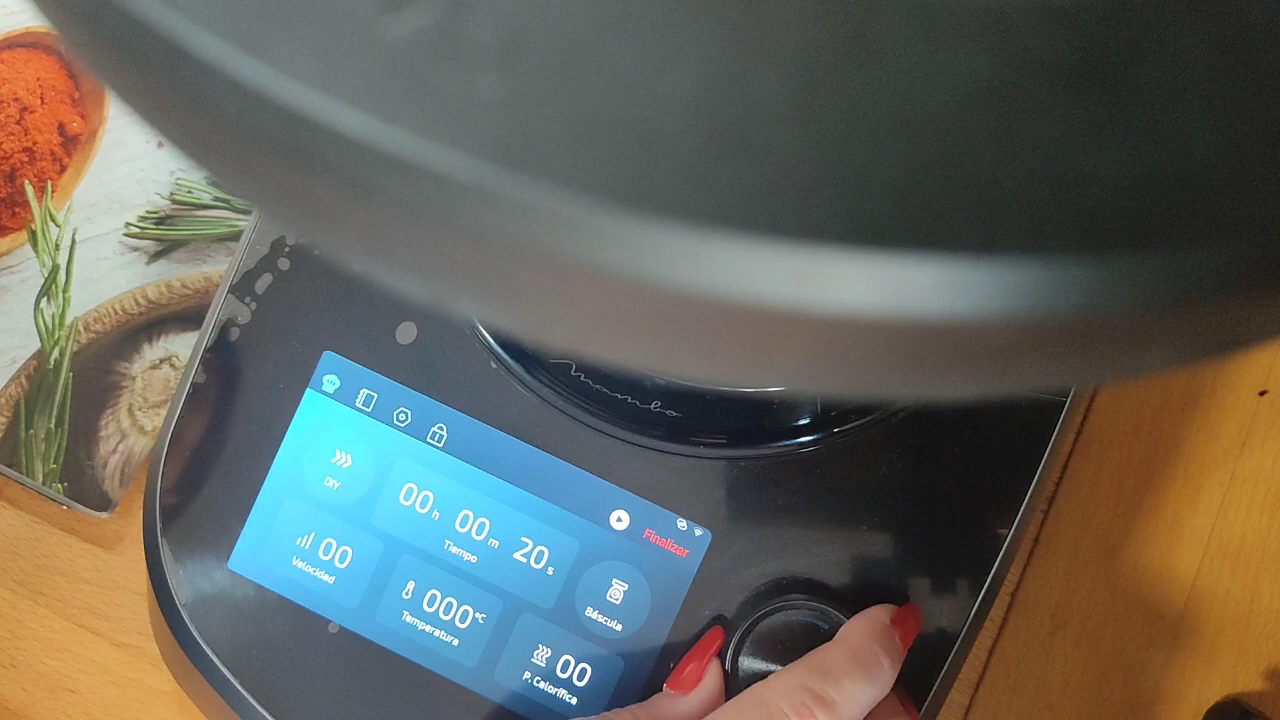 Mambo
Finalizar
DIY
00h 00m 20s
Tiempo
Báscula
00
Velocidad
000°C
Temperatura
00
P. Calorífica